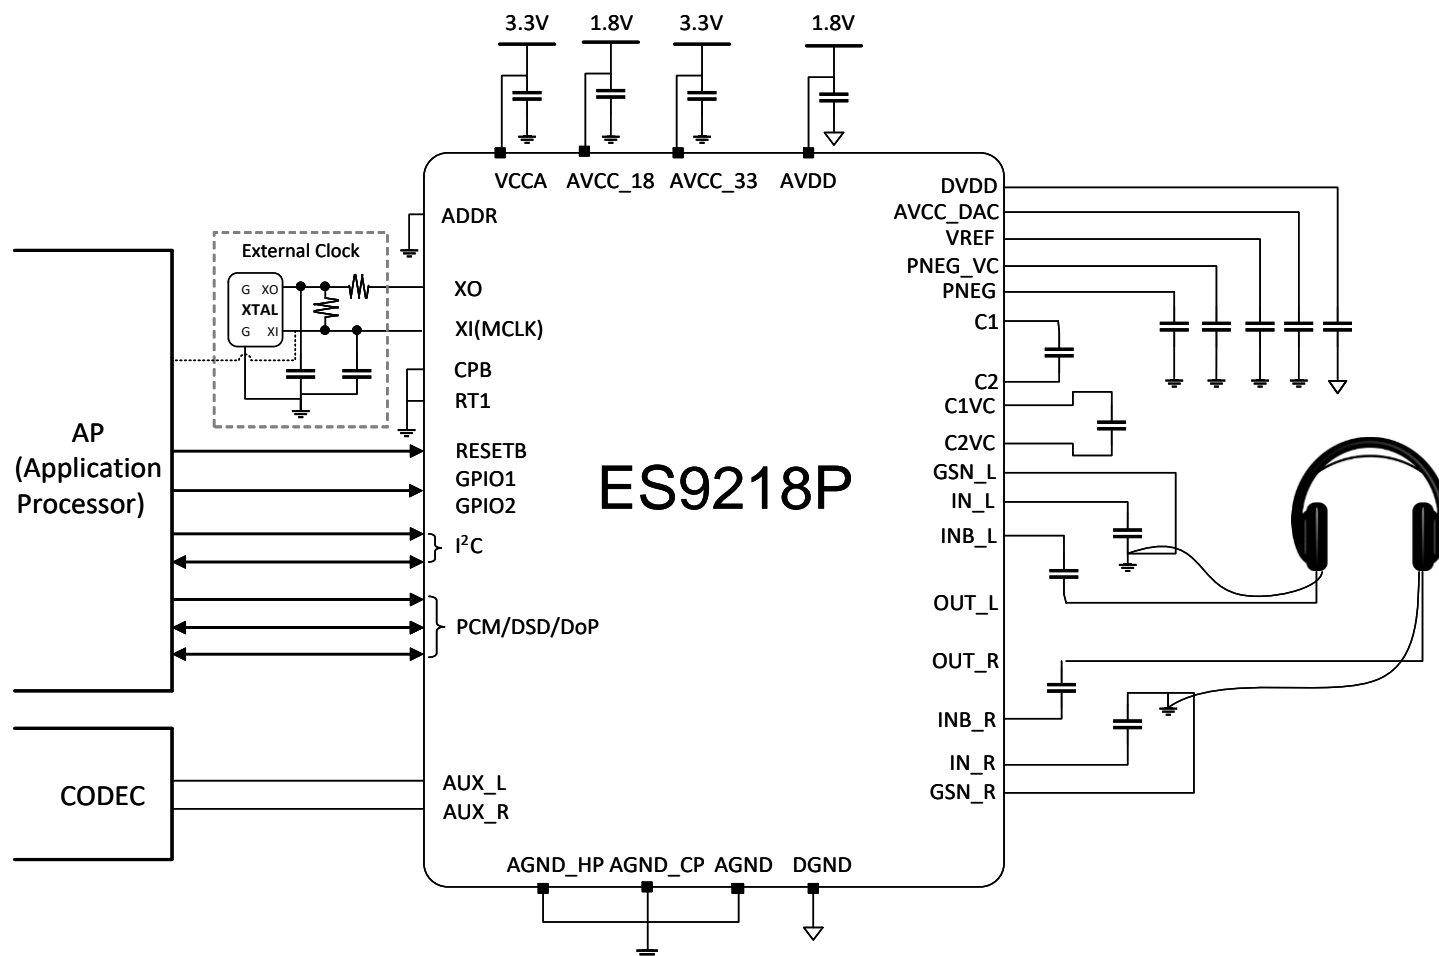 3.3V
1.8V
3.3V
1.8V
VCCA
AVCC_18
AVCC_33
AVDD
ADDR
External Clock
G XO
XTAL
G XI
XO
XI(MCLK)
CPB
RT1
AP
(Application
Processor)
RESETB
GPIO1
GPIO2
I²C
PCM/DSD/DoP
CODEC
AUX_L
AUX_R
ES9218P
DVDD
AVCC_DAC
VREF
PNEG_VC
PNEG
C1
C2
C1VC
C2VC
GSN_L
IN_L
INB_L
OUT_L
OUT_R
INB_R
IN_R
GSN_R
AGND_HP
AGND_CP
AGND
DGND